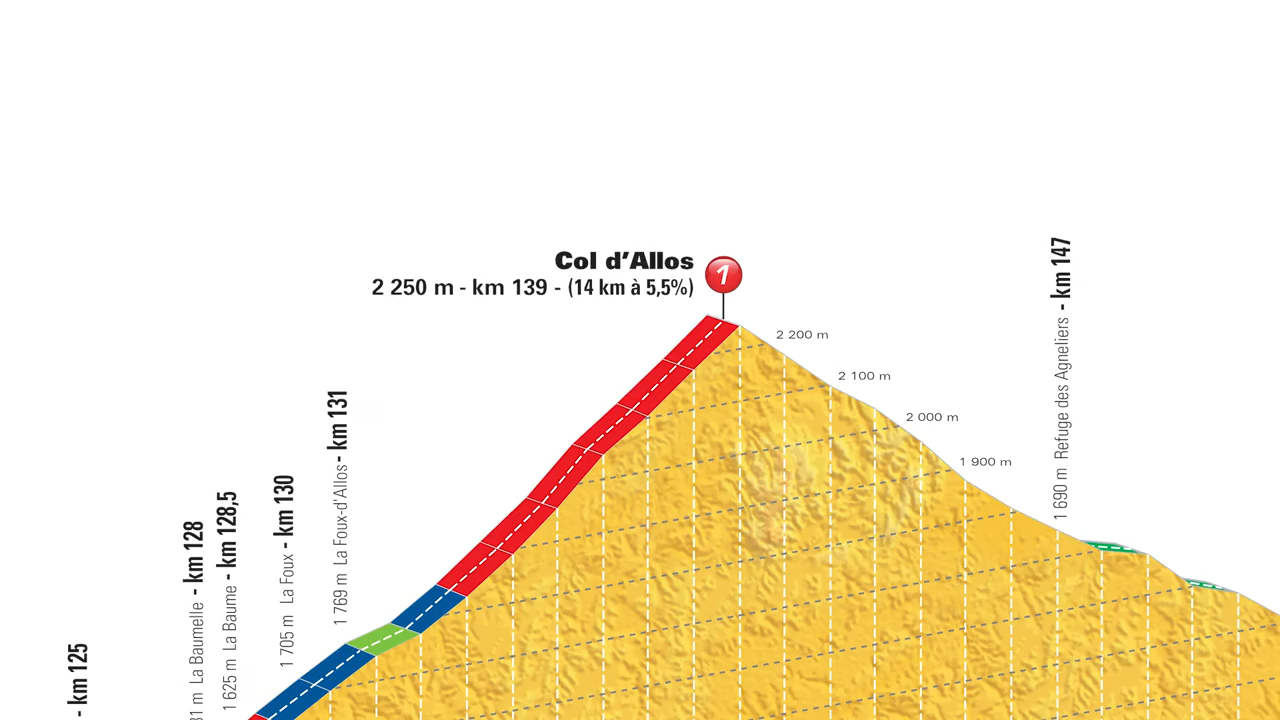 - km 125
1 m La Baumelle - km 128
1 625 m La Baume - km 128,5
1 705 m La Foux - km 130
1 769 m La Foux-d'Allos - km 131
Col d'Allos
2 250 m - km 139 - (14 km à 5,5%)
1
2 200 m
2 100 m
2 000 m
1 900 m
1 690 m Refuge des Agneliers - km 147